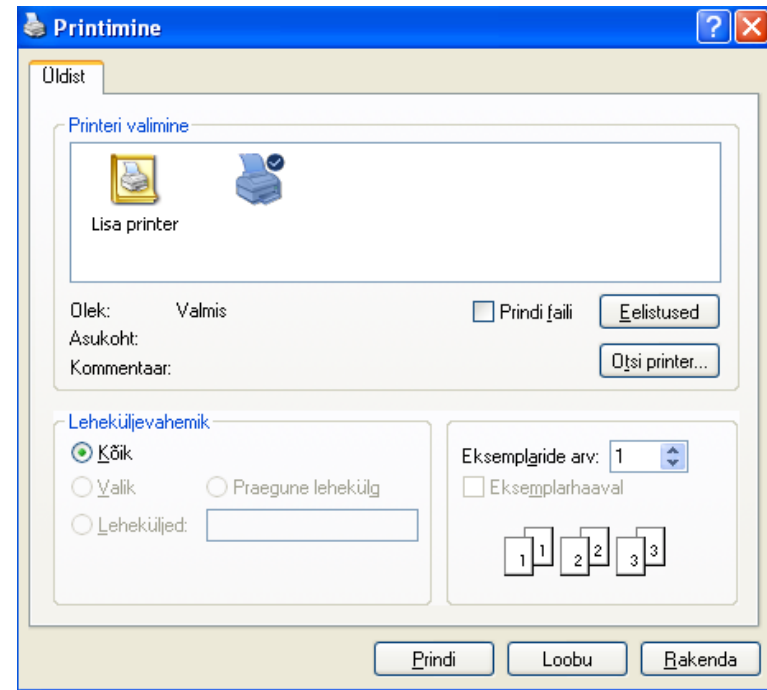 Printimine
Üldist
Printeri valimine
Lisa printer
Olek: Valmis
Prindi faili
Eelistused
Asukoht:
Kommentaar:
Otsi printer...
Leheküljevahemik
Kõik
Valik
Praegune lehekülg
Leheküljed:
Eksemplaride arv: 1
Eksemplarhaaval
1 1 2 2 3 3
Prindi
Loobu
Rakenda